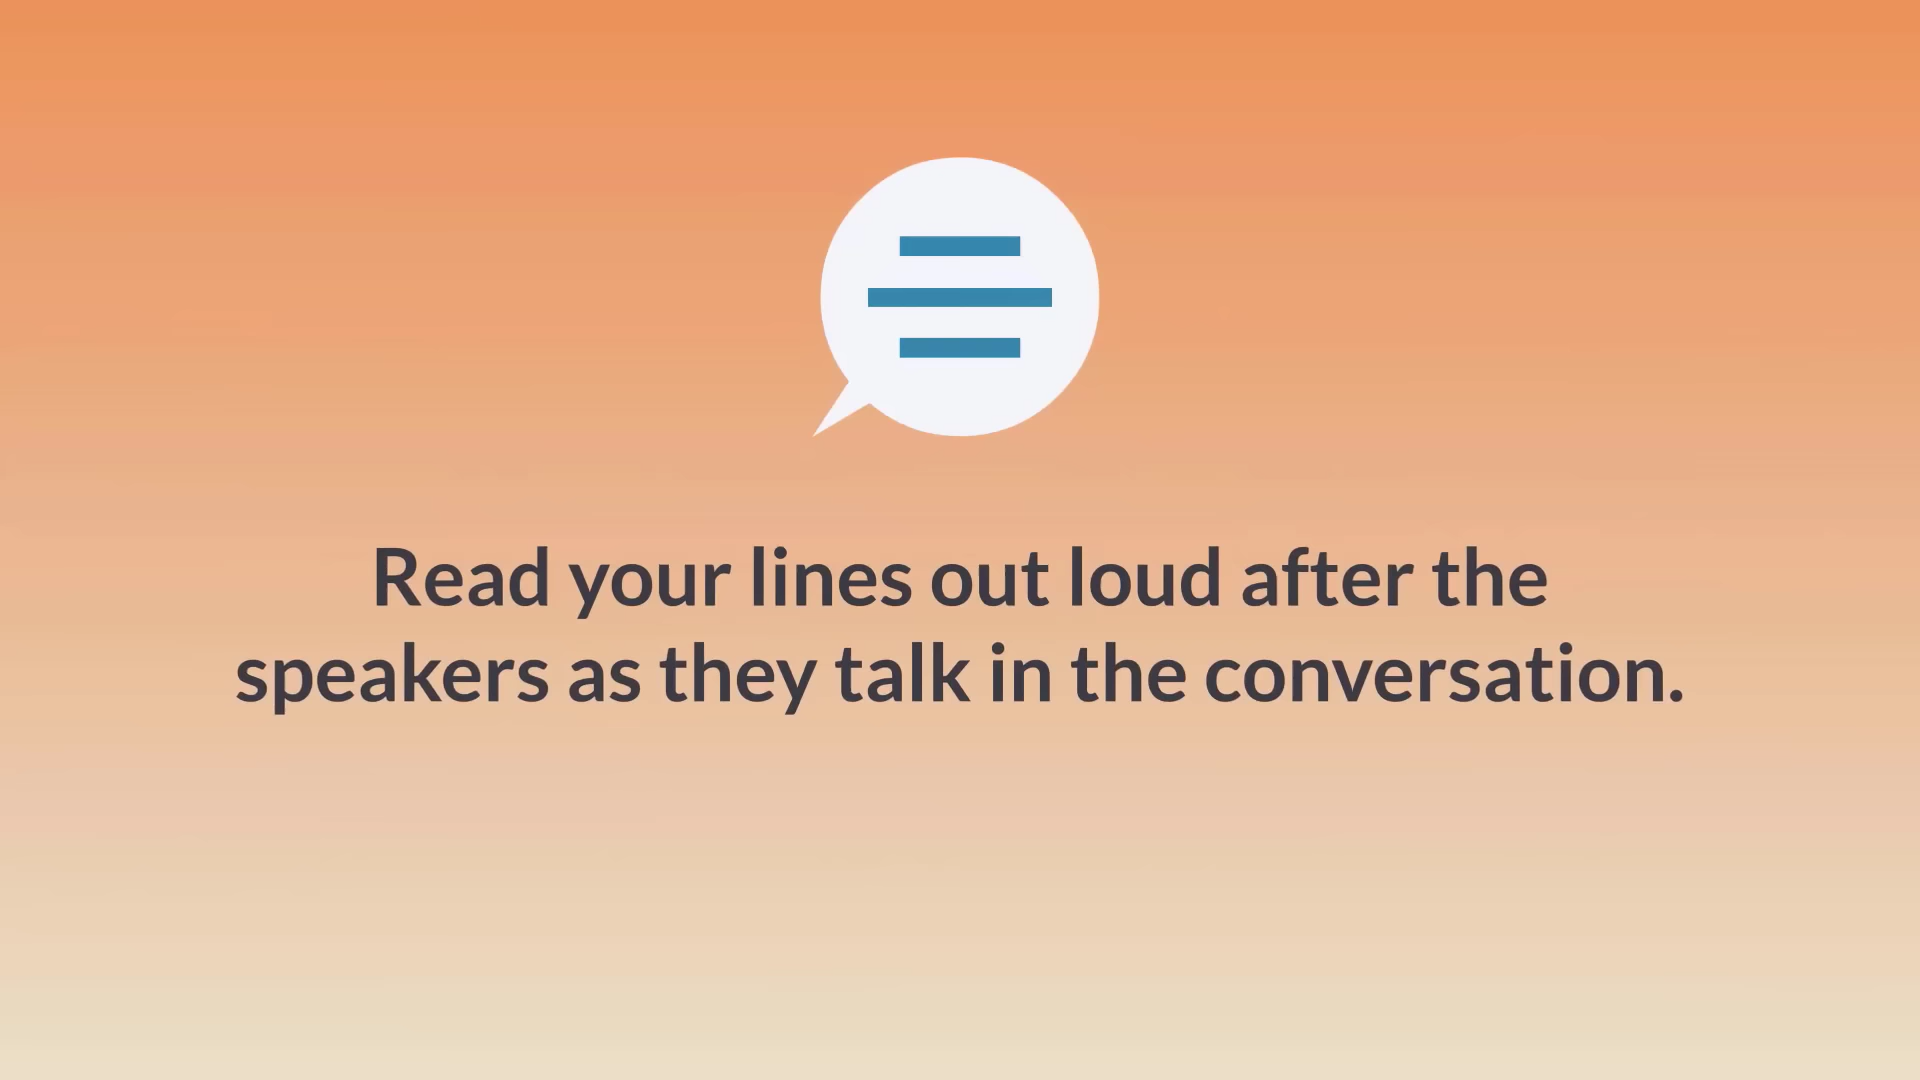 Read your lines out loud after the
speakers as they talk in the conversation.